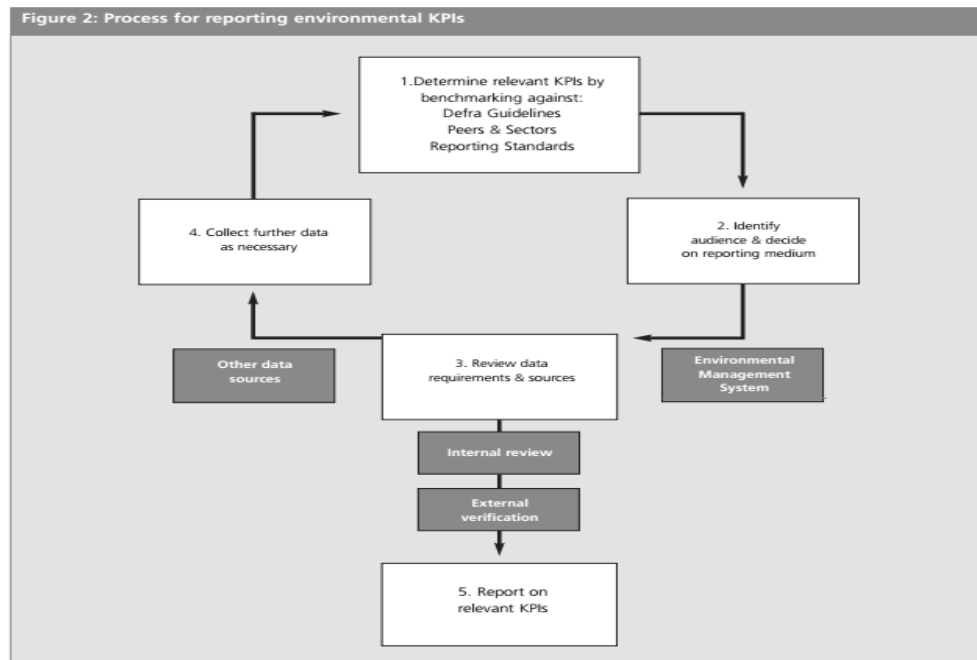 Figure 2: Process for reporting environmental KPIs
1.Determine relevant KPIs by
benchmarking against:
Defra Guidelines
Peers & Sectors
Reporting Standards
4. Collect further data
as necessary
2. Identify
audience & decide
on reporting medium
Other data
sources
3. Review data
requirements & sources
Environmental
Management
System
Internal review
External
verification
5. Report on
relevant KPIs